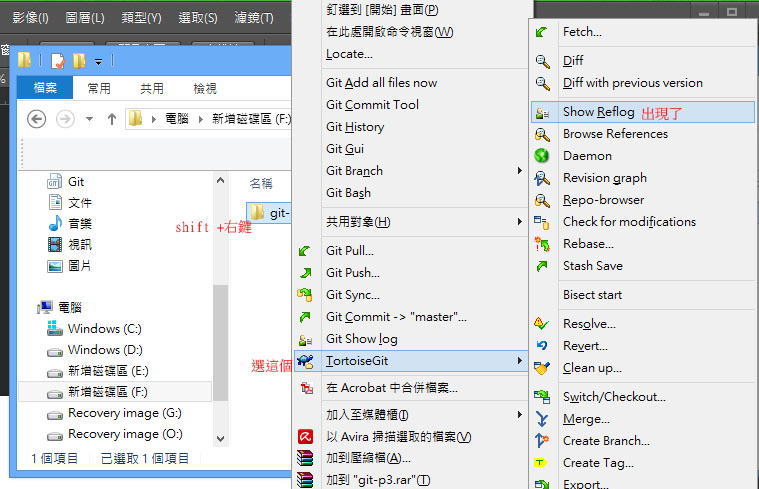 影像(I) 圖層(L) 類型(Y) 選取(S) 濾鏡(T)
檔案 常用 共用 檢視
電腦 新增磁碟區 (F:)
名稱
git-
Git
文件
音樂
視訊
圖片
shift +右鍵
電腦
Windows (C:)
Windows (D:)
新增磁碟區 (E:)
新增磁碟區 (F:)
Recovery image (G:)
Recovery image (O:)
選這個
1 個項目 已選取 1 個項目
釘選到 [開始] 畫面(P)
在此處開啟命令視窗(W)
Locate...
Git Add all files now
Git Commit Tool
Git History
Git Gui
Git Branch
Git Bash
共用對象(H)
Git Pull...
Git Push...
Git Sync...
Git Commit -> "master"...
Git Show log
TortoiseGit
在 Acrobat 中合併檔案...
加入至媒體櫃(I)
以 Avira 掃描選取的檔案(V)
加到壓縮檔(A)...
加到 "git-p3.rar"(T)
Fetch...
Diff
Diff with previous version
Show Reflog 出現了
Browse References
Daemon
Revision graph
Repo-browser
Check for modifications
Rebase...
Stash Save
Bisect start
Resolve...
Revert...
Clean up...
Switch/Checkout...
Merge...
Create Branch...
Create Tag...
Export...